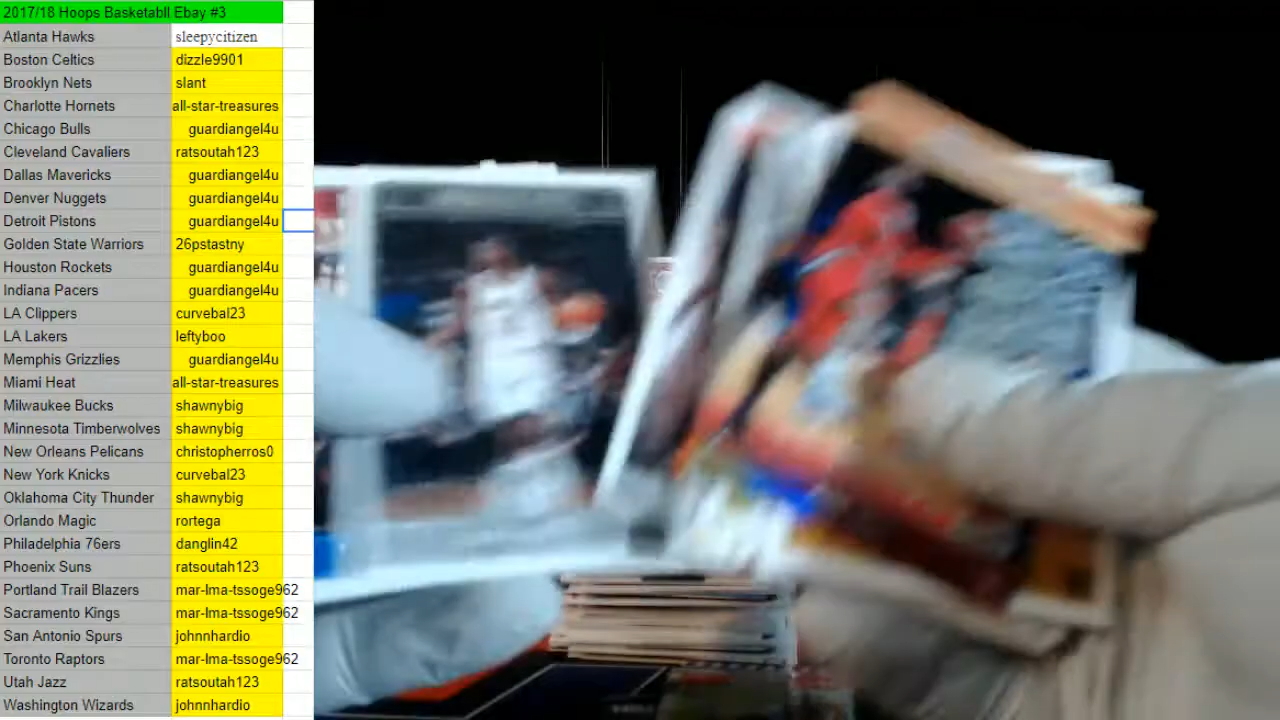 2017/18 Hoops Basketabll Ebay #3
Atlanta Hawks sleepycitizen
Boston Celtics dizzle9901
Brooklyn Nets slant
Charlotte Hornets all-star-treasures
Chicago Bulls guardiangel4u
Cleveland Cavaliers ratsoutah123
Dallas Mavericks guardiangel4u
Denver Nuggets guardiangel4u
Detroit Pistons guardiangel4u
Golden State Warriors 26pstastny
Houston Rockets guardiangel4u
Indiana Pacers guardiangel4u
LA Clippers curvebal23
LA Lakers leftyboo
Memphis Grizzlies guardiangel4u
Miami Heat all-star-treasures
Milwaukee Bucks shawnybig
Minnesota Timberwolves shawnybig
New Orleans Pelicans christopherros0
New York Knicks curvebal23
Oklahoma City Thunder shawnybig
Orlando Magic rortega
Philadelphia 76ers danglin42
Phoenix Suns ratsoutah123
Portland Trail Blazers mar-lma-tssoge962
Sacramento Kings mar-lma-tssoge962
San Antonio Spurs johnnhardio
Toronto Raptors mar-lma-tssoge962
Utah Jazz ratsoutah123
Washington Wizards johnnhardio